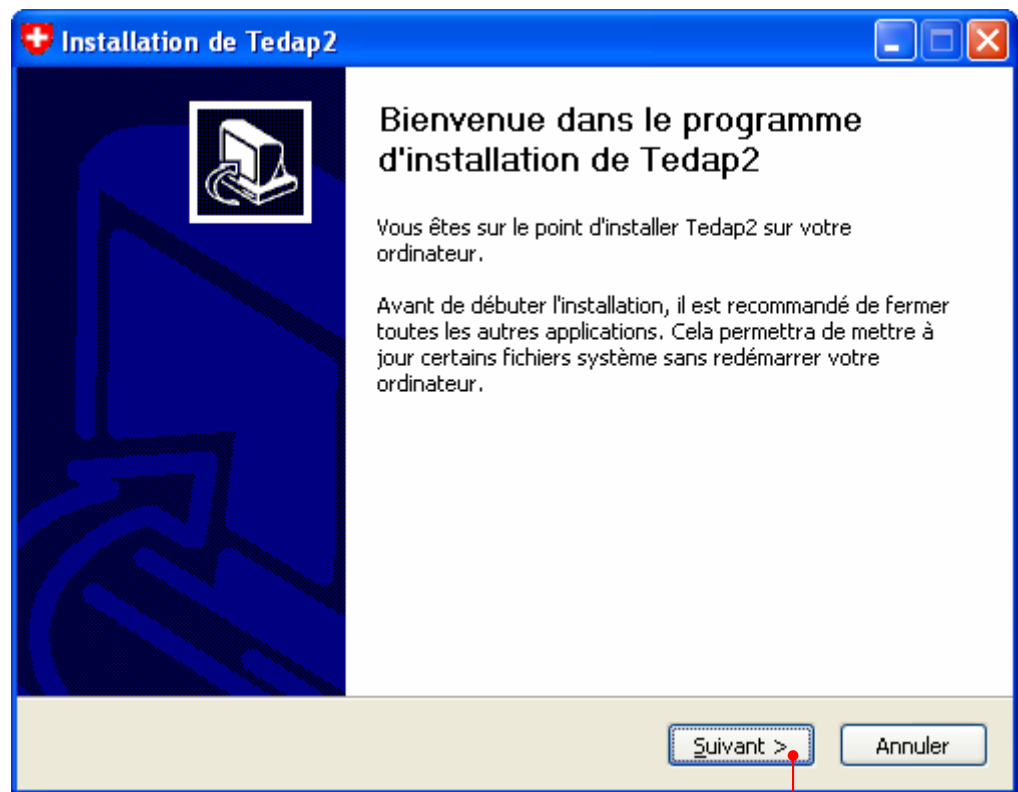 Installation de Tedap2
Bienvenue dans le programme
d'installation de Tedap2
Vous êtes sur le point d'installer Tedap2 sur votre
ordinateur.
Avant de débuter l'installation, il est recommandé de fermer
toutes les autres applications. Cela permettra de mettre à
jour certains fichiers système sans redémarrer votre
ordinateur.
Suivant >
Annuler